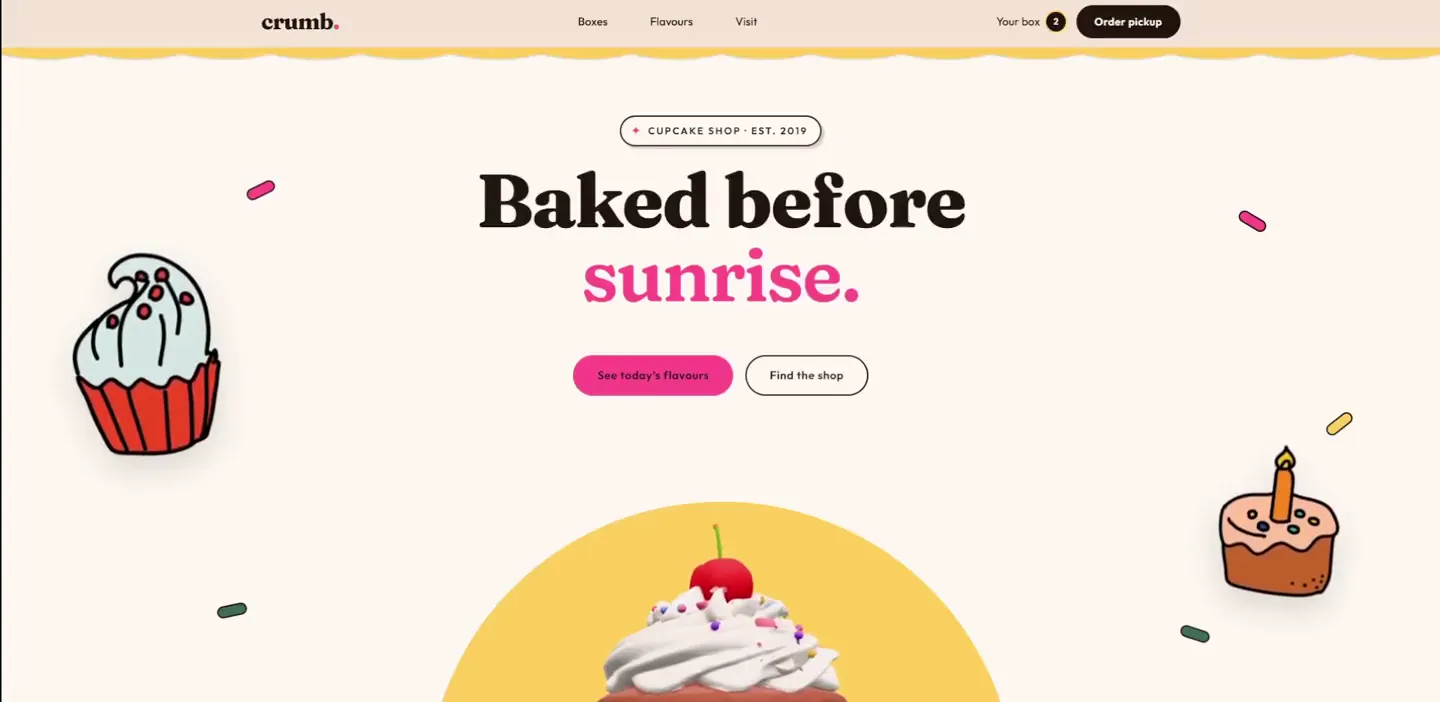 crumb.
Boxes
Flavours
Visit
Your box 2
Order pickup
CUPCAKE SHOP · EST. 2019
Baked before
sunrise.
See today's flavours
Find the shop